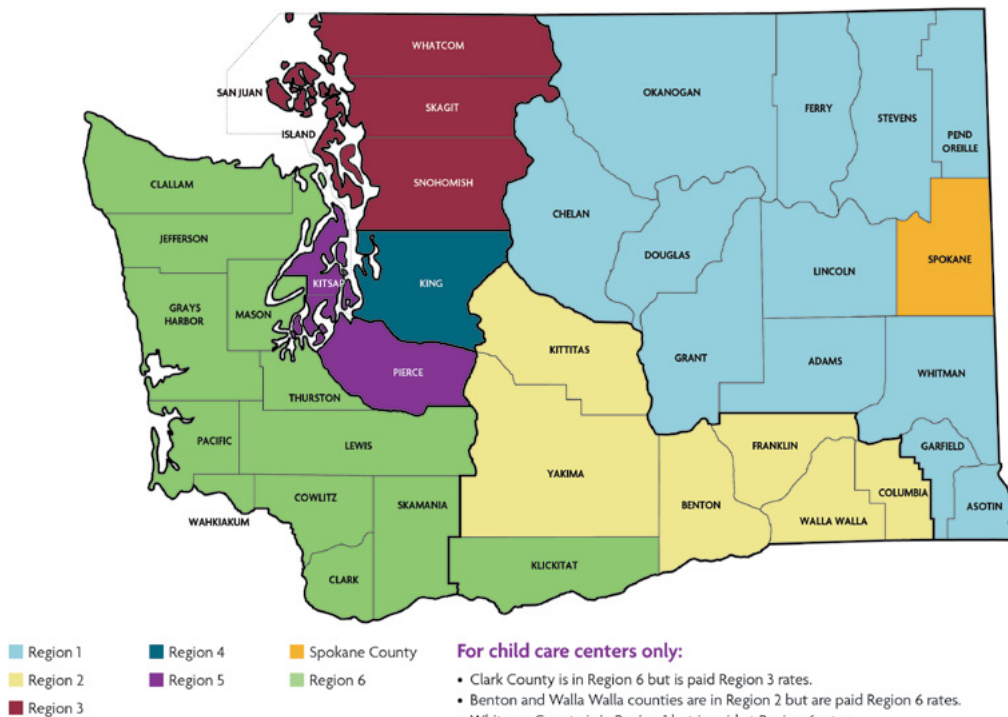 WHATCOM
SAN JUAN
SKAGIT
ISLAND
SNOHOMISH
OKANOGAN
FERRY
STEVENS
PEND
OREILLE
CLALLAM
JEFFERSON
CHELAN
DOUGLAS
LINCOLN
SPOKANE
KITSAP
KING
GRAYS
HARBOR
MASON
KITTITAS
GRANT
ADAMS
WHITMAN
PIERCE
THURSTON
PACIFIC
LEWIS
YAKIMA
BENTON
FRANKLIN
WALLA WALLA
COLUMBIA
GARFIELD
ASOTIN
WAHKIAKUM
COWLITZ
SKAMANIA
CLARK
KLICKITAT
Region 1
Region 2
Region 3
Region 4
Region 5
Spokane County
Region 6
For child care centers only:
• Clark County is in Region 6 but is paid Region 3 rates.
• Benton and Walla Walla counties are in Region 2 but are paid Region 6 rates.